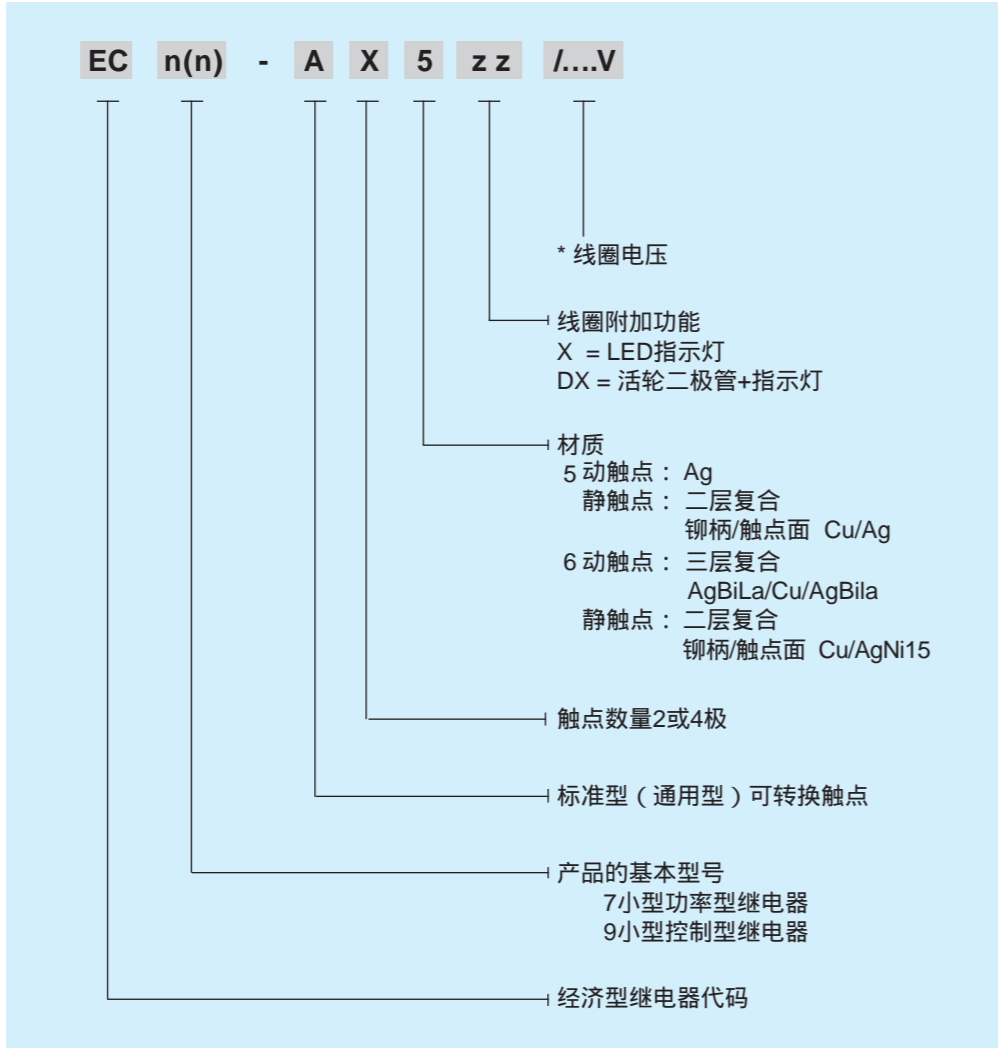 EC n(n) - A X 5 z z /....V
* 线圈电压
线圈附加功能
X = LED指示灯
DX = 活轮二极管+指示灯
材质
5 动触点： Ag
静触点： 二层复合
铆柄/触点面 Cu/Ag
6 动触点： 三层复合
AgBiLa/Cu/AgBila
静触点： 二层复合
铆柄/触点面 Cu/AgNi15
触点数量2或4极
标准型（通用型）可转换触点
产品的基本型号
7小型功率型继电器
9小型控制型继电器
经济型继电器代码